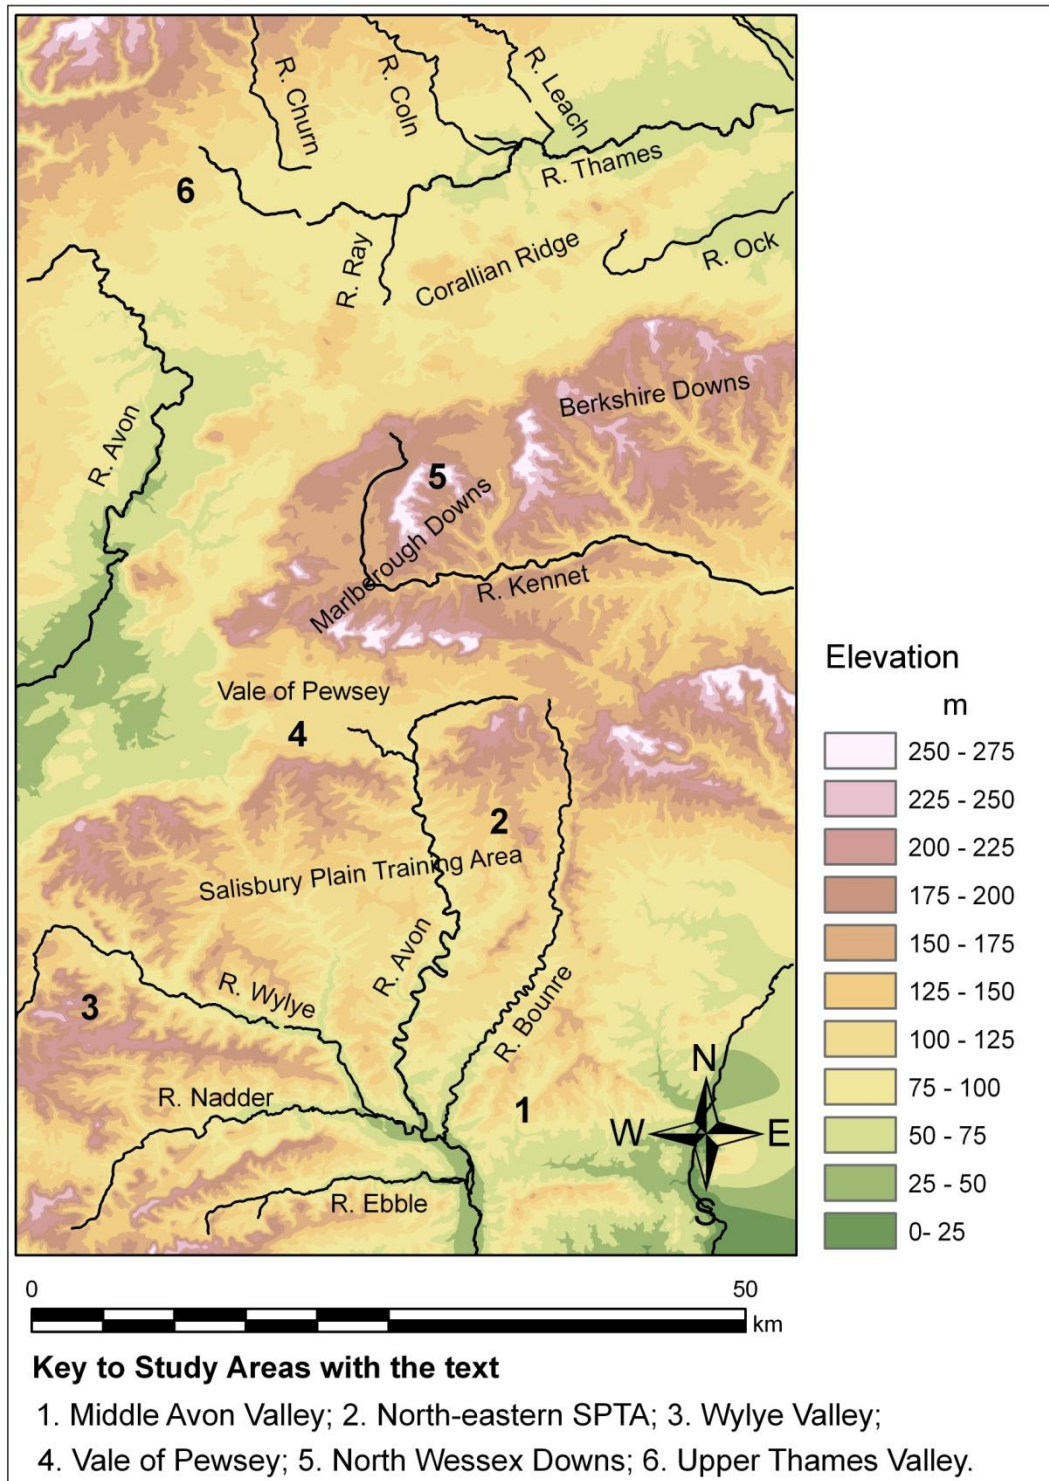 R. Churn
R. Coln
R. Leach
R. Thames
6
R. Ray
Corallian Ridge
R. Ock
R. Avon
Berkshire Downs
5
Marlborough Downs
R. Kennet
Vale of Pewsey
4
2
Salisbury Plain Training Area
R. Avon
R. Wylye
3
R. Bounre
R. Nadder
1
R. Ebble
N
W
E
S
Elevation
m
250 - 275
225 - 250
200 - 225
175 - 200
150 - 175
125 - 150
100 - 125
75 - 100
50 - 75
25 - 50
0- 25
0
50
km
Key to Study Areas with the text
1. Middle Avon Valley; 2. North-eastern SPTA; 3. Wylye Valley;
4. Vale of Pewsey; 5. North Wessex Downs; 6. Upper Thames Valley.